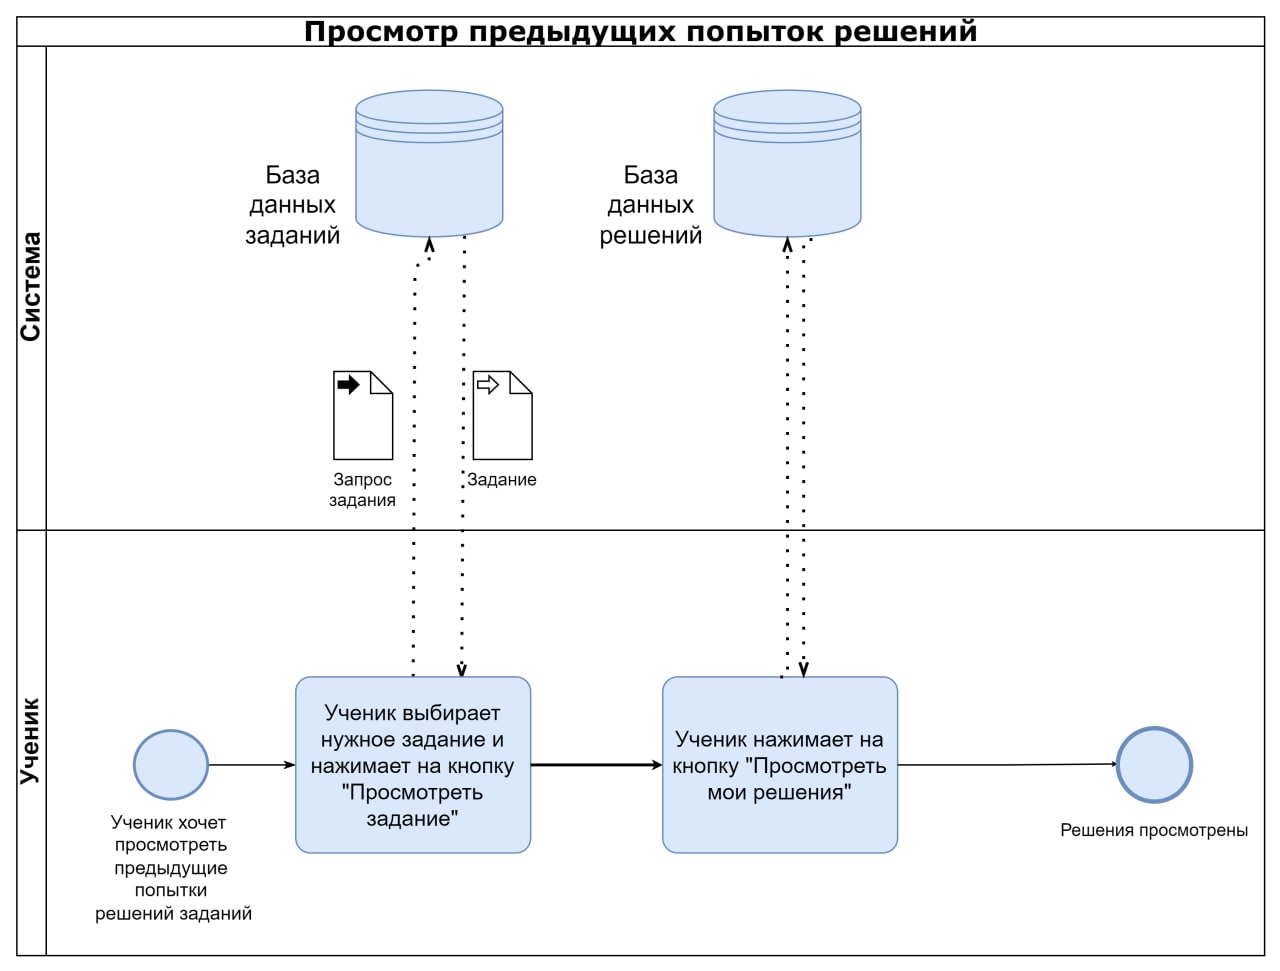 Просмотр предыдущих попыток решений
Система
База
данных
заданий
База
данных
решений
Запрос
задания
Задание
Ученик
Ученик хочет
просмотреть
предыдущие
попытки
решений заданий
Ученик выбирает
нужное задание и
нажимает на кнопку
"Просмотреть
задание"
Ученик нажимает на
кнопку "Просмотреть
мои решения"
Решения просмотрены